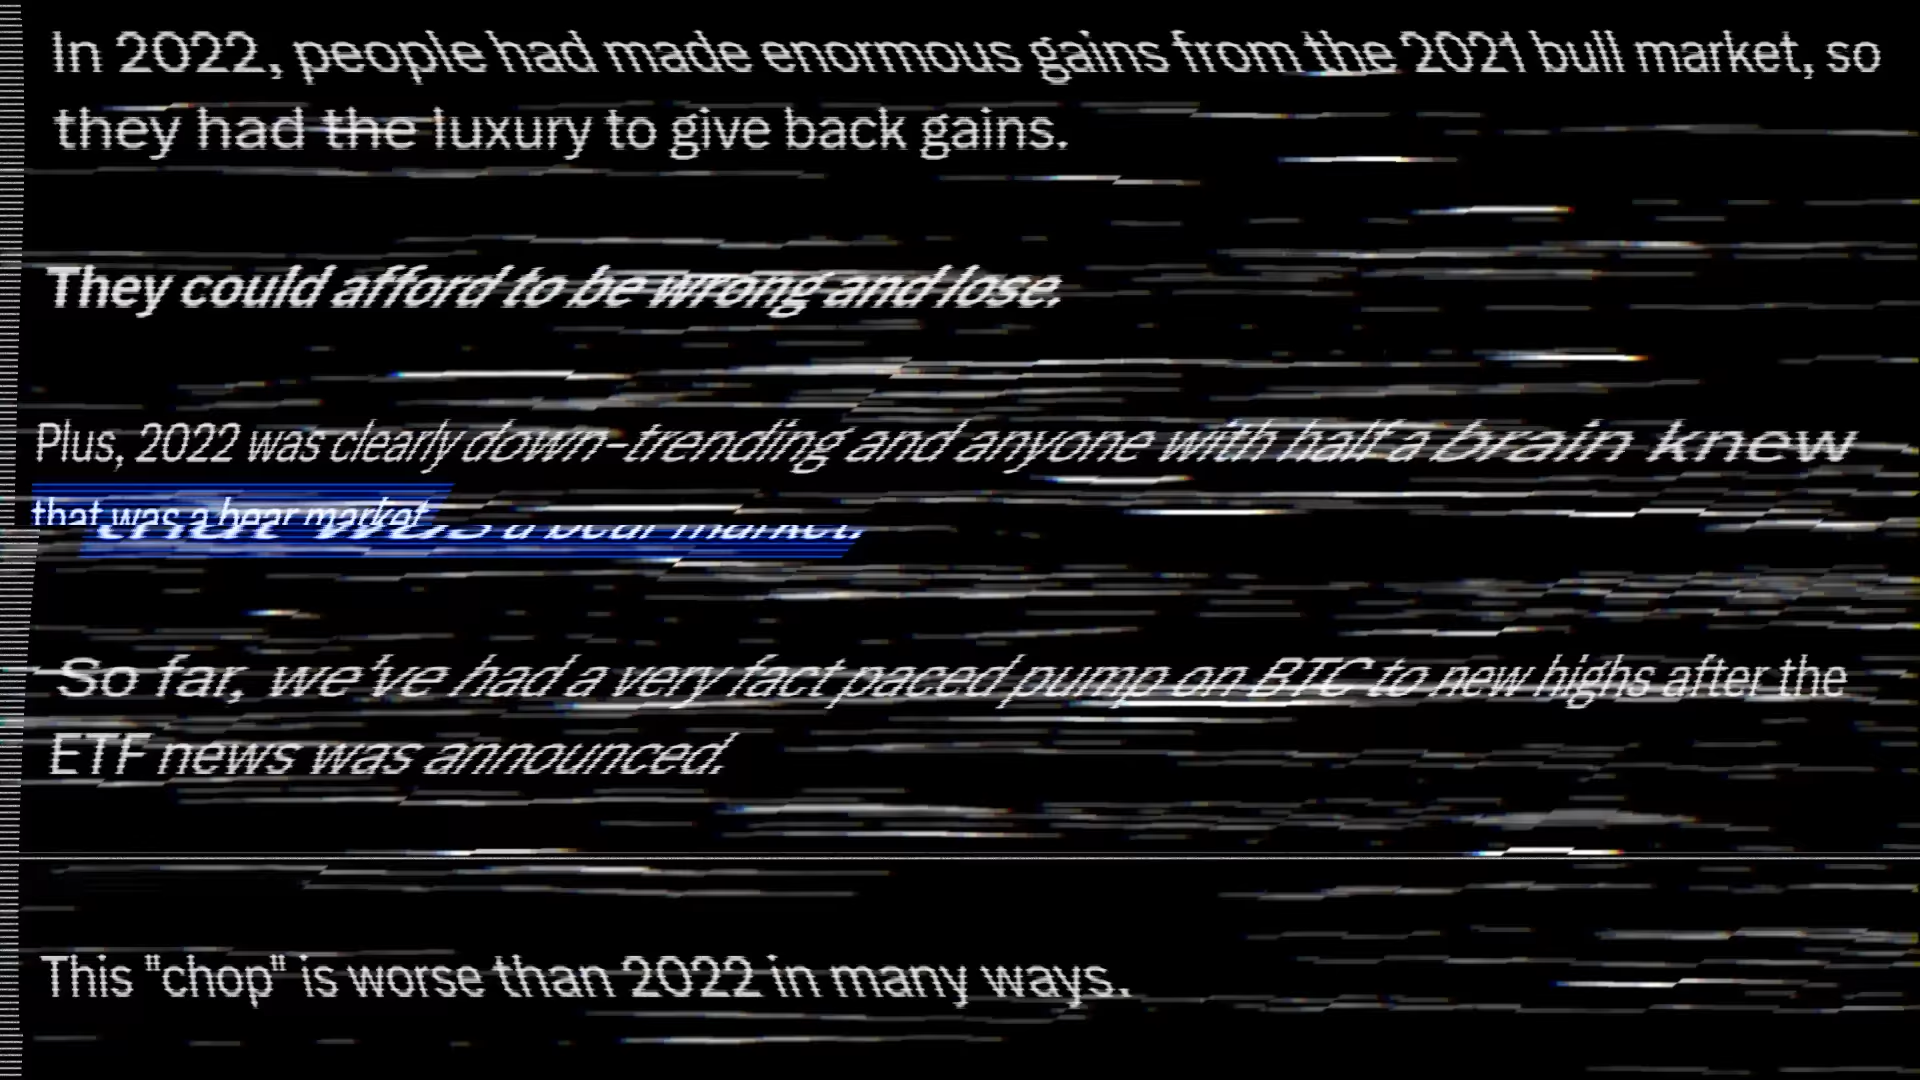 In 2022, people had made enormous gains from the 2021 bull market, so
they had the luxury to give back gains.
They could afford to be wrong and lose.
Plus, 2022 was clearly down-trending and anyone with half a brain knew
that was a bear market.
So far, we've had a very fact paced pump on BTC to new highs after the
ETF news was announced.
This "chop" is worse than 2022 in many ways.